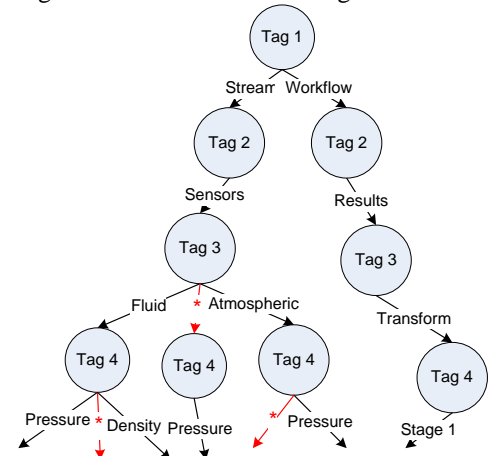 Tag 1
Stream Workflow
Tag 2 Tag 2
Sensors
Results
Tag 3
Tag 3
Fluid * Atmospheric
Transform
Tag 4 Tag 4 Tag 4
Tag 4
Pressure * Density Pressure * Pressure
Stage 1